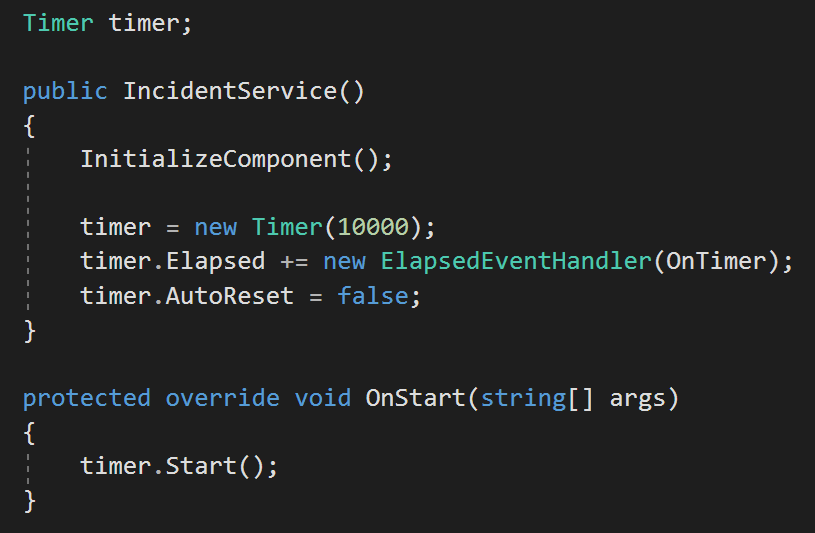 Timer timer;
public IncidentService()
{
InitializeComponent();
timer = new Timer(10000);
timer.Elapsed += new ElapsedEventHandler(OnTimer);
timer.AutoReset = false;
}
protected override void OnStart(string[] args)
{
timer.Start();
}